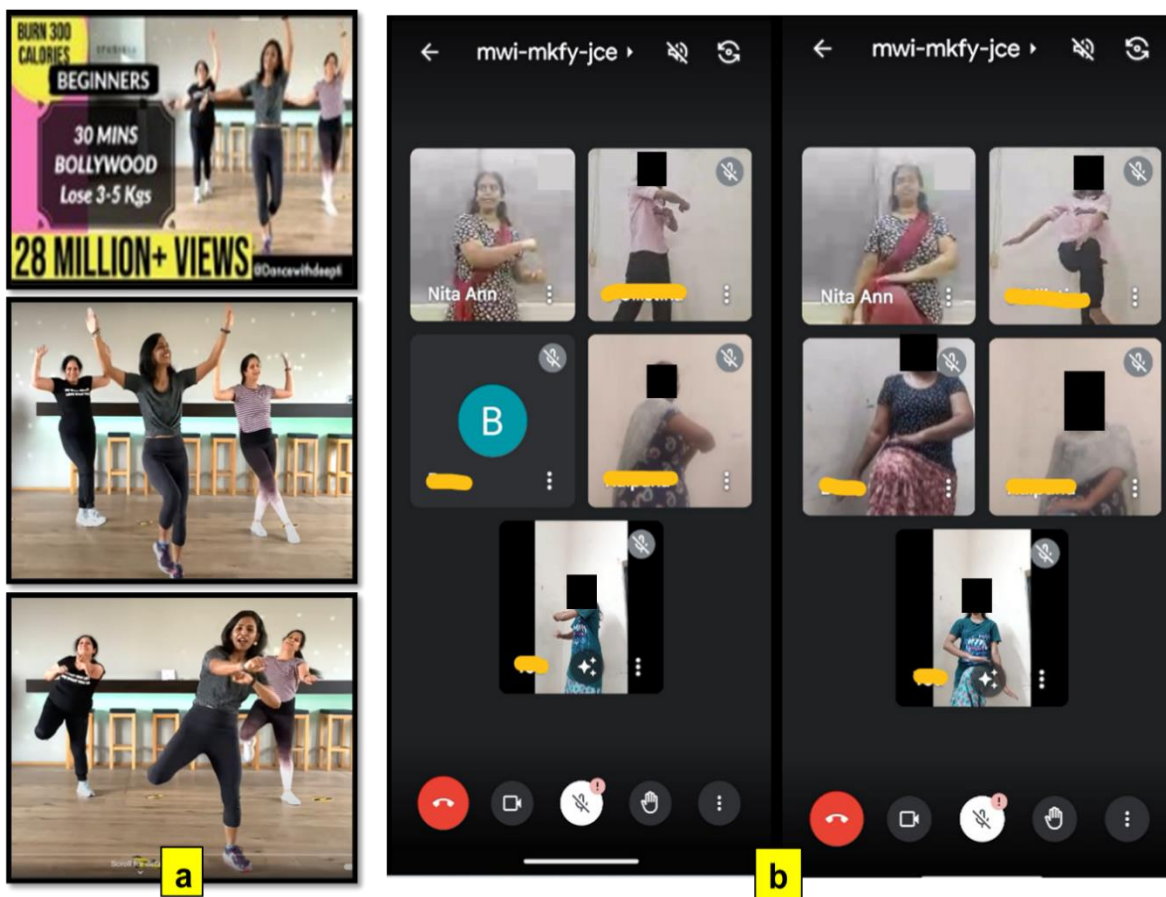 BURN 300
CALORIES
BEGINNERS
30 MINS
BOLLYWOOD
Lose 3-5 Kgs
28 MILLION+ VIEWS
@Dancewithdeepti
a
mwi-mkfy-jce
Nita Ann
B
mwi-mkfy-jce
Nita Ann
b